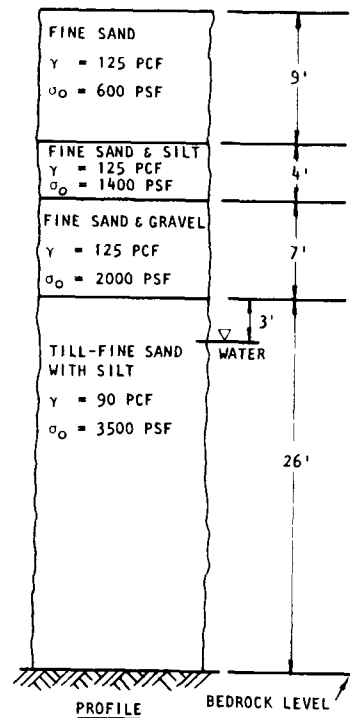 FINE SAND
γ = 125 PCF
σo = 600 PSF
9'
FINE SAND & SILT
γ = 125 PCF
σo = 1400 PSF
4'
FINE SAND & GRAVEL
γ = 125 PCF
σo = 2000 PSF
7'
3'
WATER
TILL-FINE SAND
WITH SILT
γ = 90 PCF
σo = 3500 PSF
26'
PROFILE
BEDROCK LEVEL